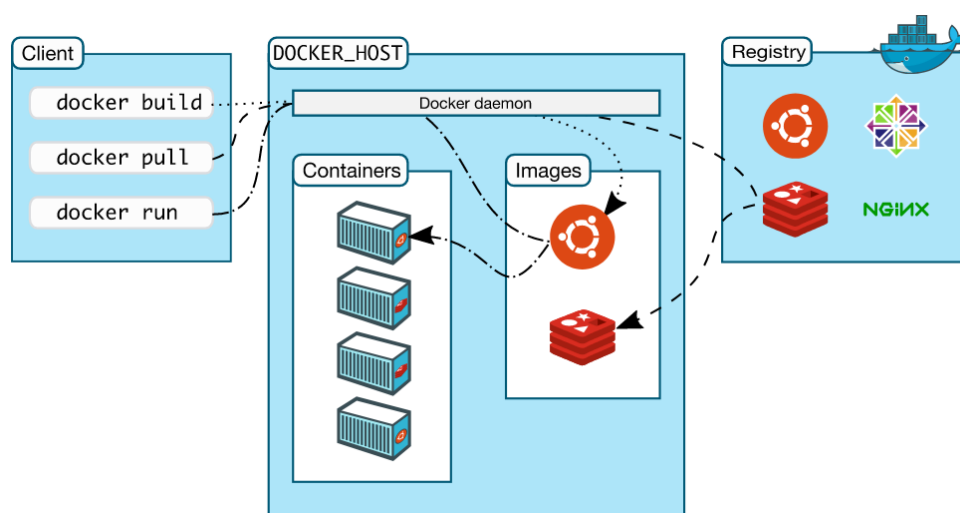 Client
docker build
docker pull
docker run
DOCKER_HOST
Docker daemon
Containers
Images
Registry
NGiNX